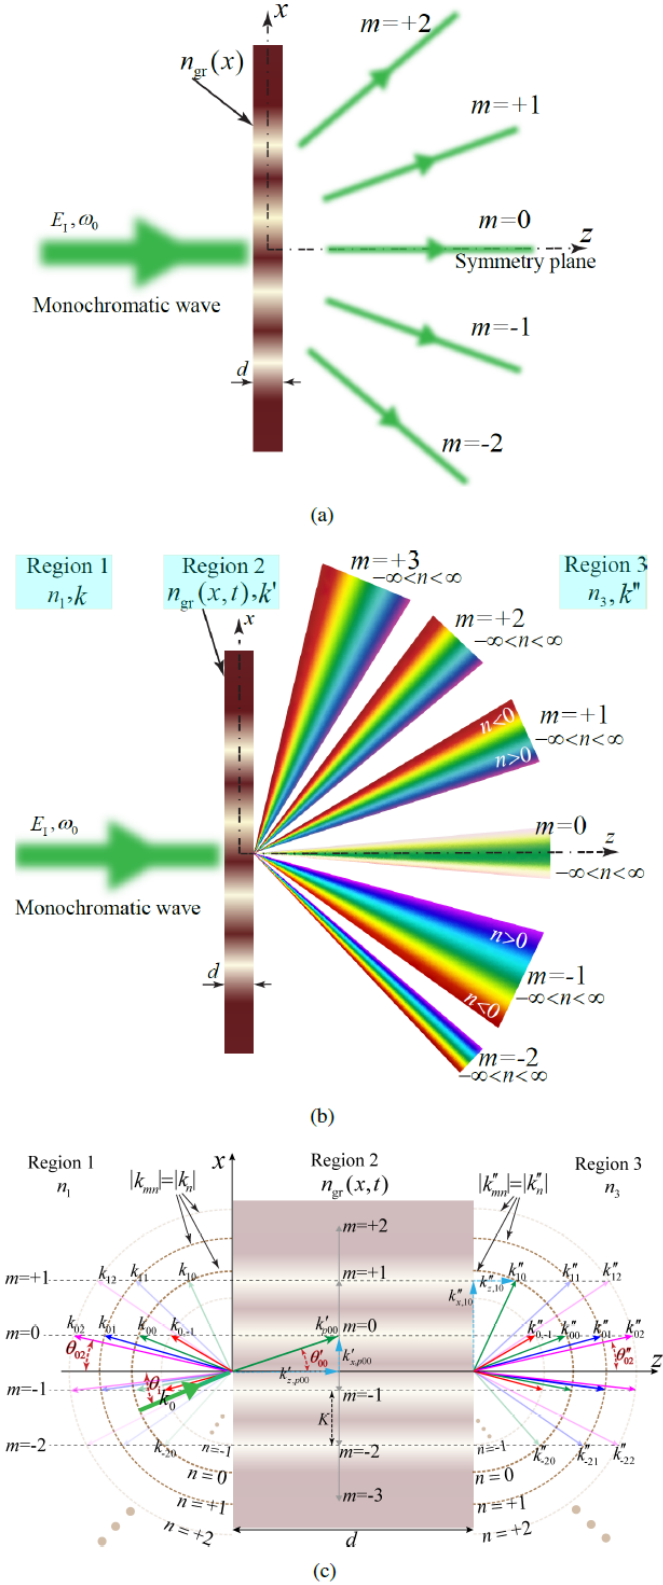 x
m=+2
n_gr(x)
m=+1
E_I, ω_0
m=0
z
Symmetry plane
Monochromatic wave
m=-1
d
m=-2
(a)
Region 1
n_1, k
Region 2
n_gr(x, t), k'
Region 3
n_3, k''
m=+3
-∞<n<∞
x
m=+2
-∞<n<∞
m=+1
-∞<n<∞
n<0
n>0
E_I, ω_0
m=0
z
-∞<n<∞
Monochromatic wave
n>0
n<0
m=-1
-∞<n<∞
d
m=-2
-∞<n<∞
(b)
Region 1
n_1
x
Region 2
n_gr(x, t)
Region 3
n_3
|k_mn|=|k_n|
|k''_mn|=|k''_n|
m=+2
m=+1
k_12
k_11
k_10
m=+1
k''_x,10
k''_z,10
k''_10
k''_11
k''_12
m=0
k_02
k_01
k_00
k_0,-1
k'_p00
m=0
k''_0,-1
k''_00
k''_01
k''_02
θ_02
θ'_00
k'_x,p00
k'_z,p00
θ''_02
z
m=-1
θ_i
k_0
m=-1
K
m=-2
k_-20
n=-1
m=-2
n=-1
k''_-20
k''_-21
k''_-22
n=0
n=+1
n=+2
m=-3
n=0
n=+1
n=+2
d
(c)